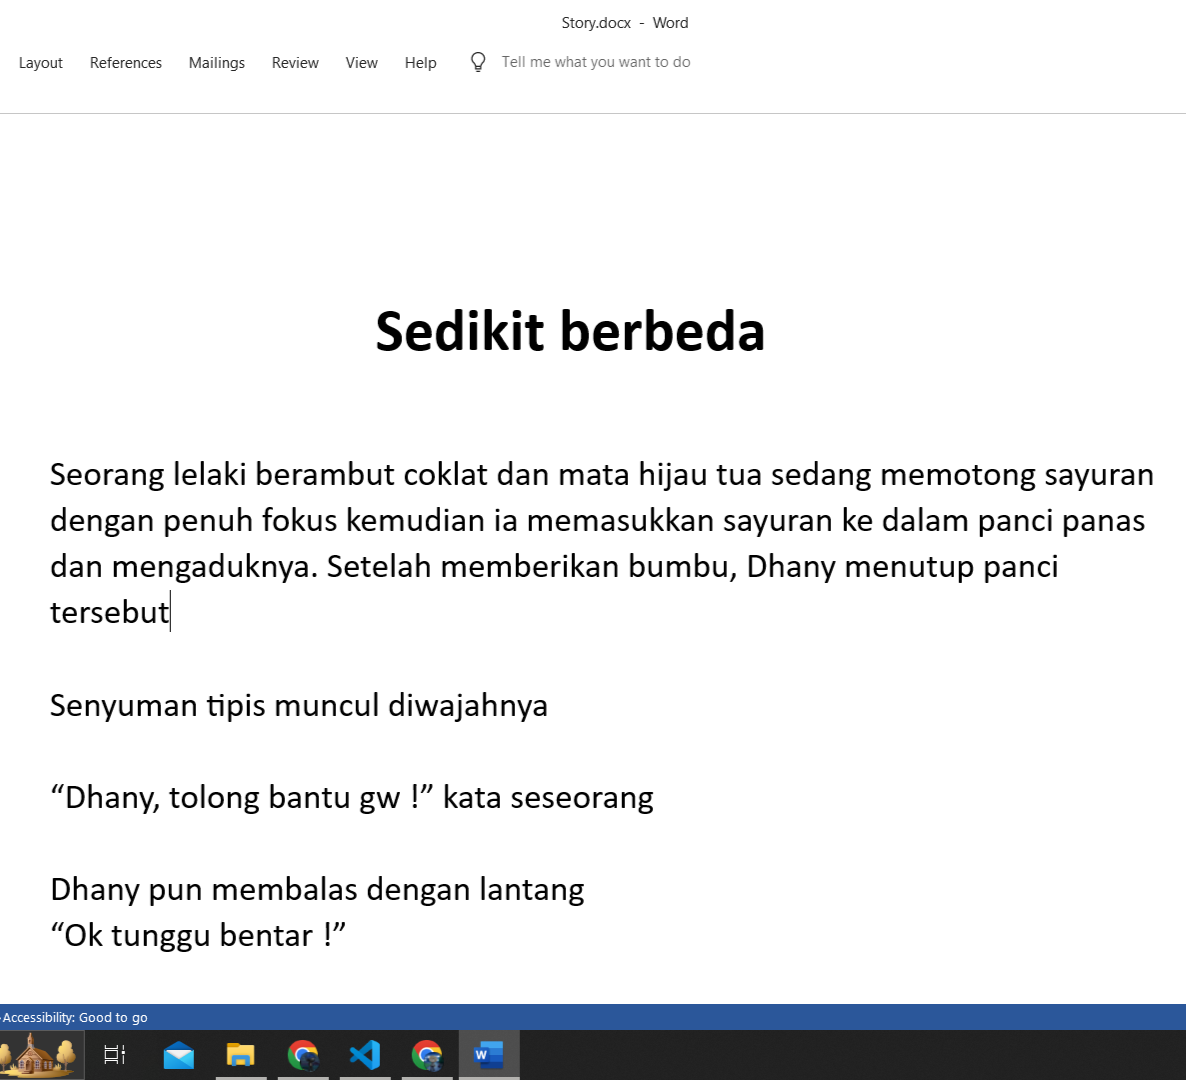 Story.docx - Word
Layout References Mailings Review View Help Tell me what you want to do
Sedikit berbeda
Seorang lelaki berambut coklat dan mata hijau tua sedang memotong sayuran
dengan penuh fokus kemudian ia memasukkan sayuran ke dalam panci panas
dan mengaduknya. Setelah memberikan bumbu, Dhany menutup panci
tersebut
Senyuman tipis muncul diwajahnya
“Dhany, tolong bantu gw !” kata seseorang
Dhany pun membalas dengan lantang
“Ok tunggu bentar !”
Accessibility: Good to go
W